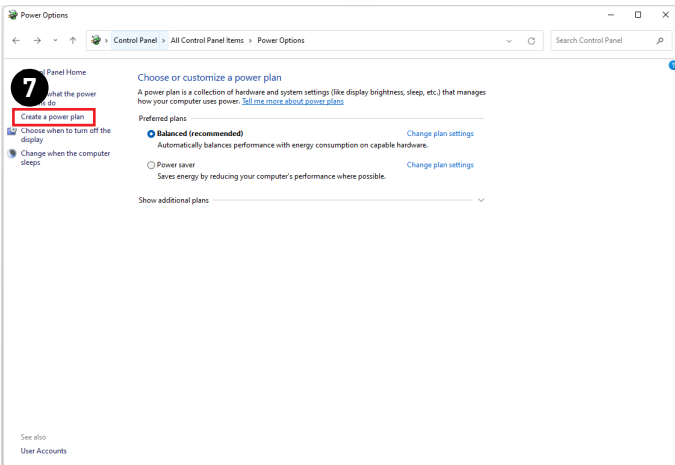 Power Options
Control Panel > All Control Panel Items > Power Options
Search Control Panel
Panel Home
7
what the power
do
Create a power plan
Choose when to turn off the
display
Change when the computer
sleeps
Choose or customize a power plan
A power plan is a collection of hardware and system settings (like display brightness, sleep, etc.) that manages
how your computer uses power. Tell me more about power plans
Preferred plans
Balanced (recommended)
Change plan settings
Automatically balances performance with energy consumption on capable hardware.
Power saver
Change plan settings
Saves energy by reducing your computer's performance where possible.
Show additional plans
See also
User Accounts